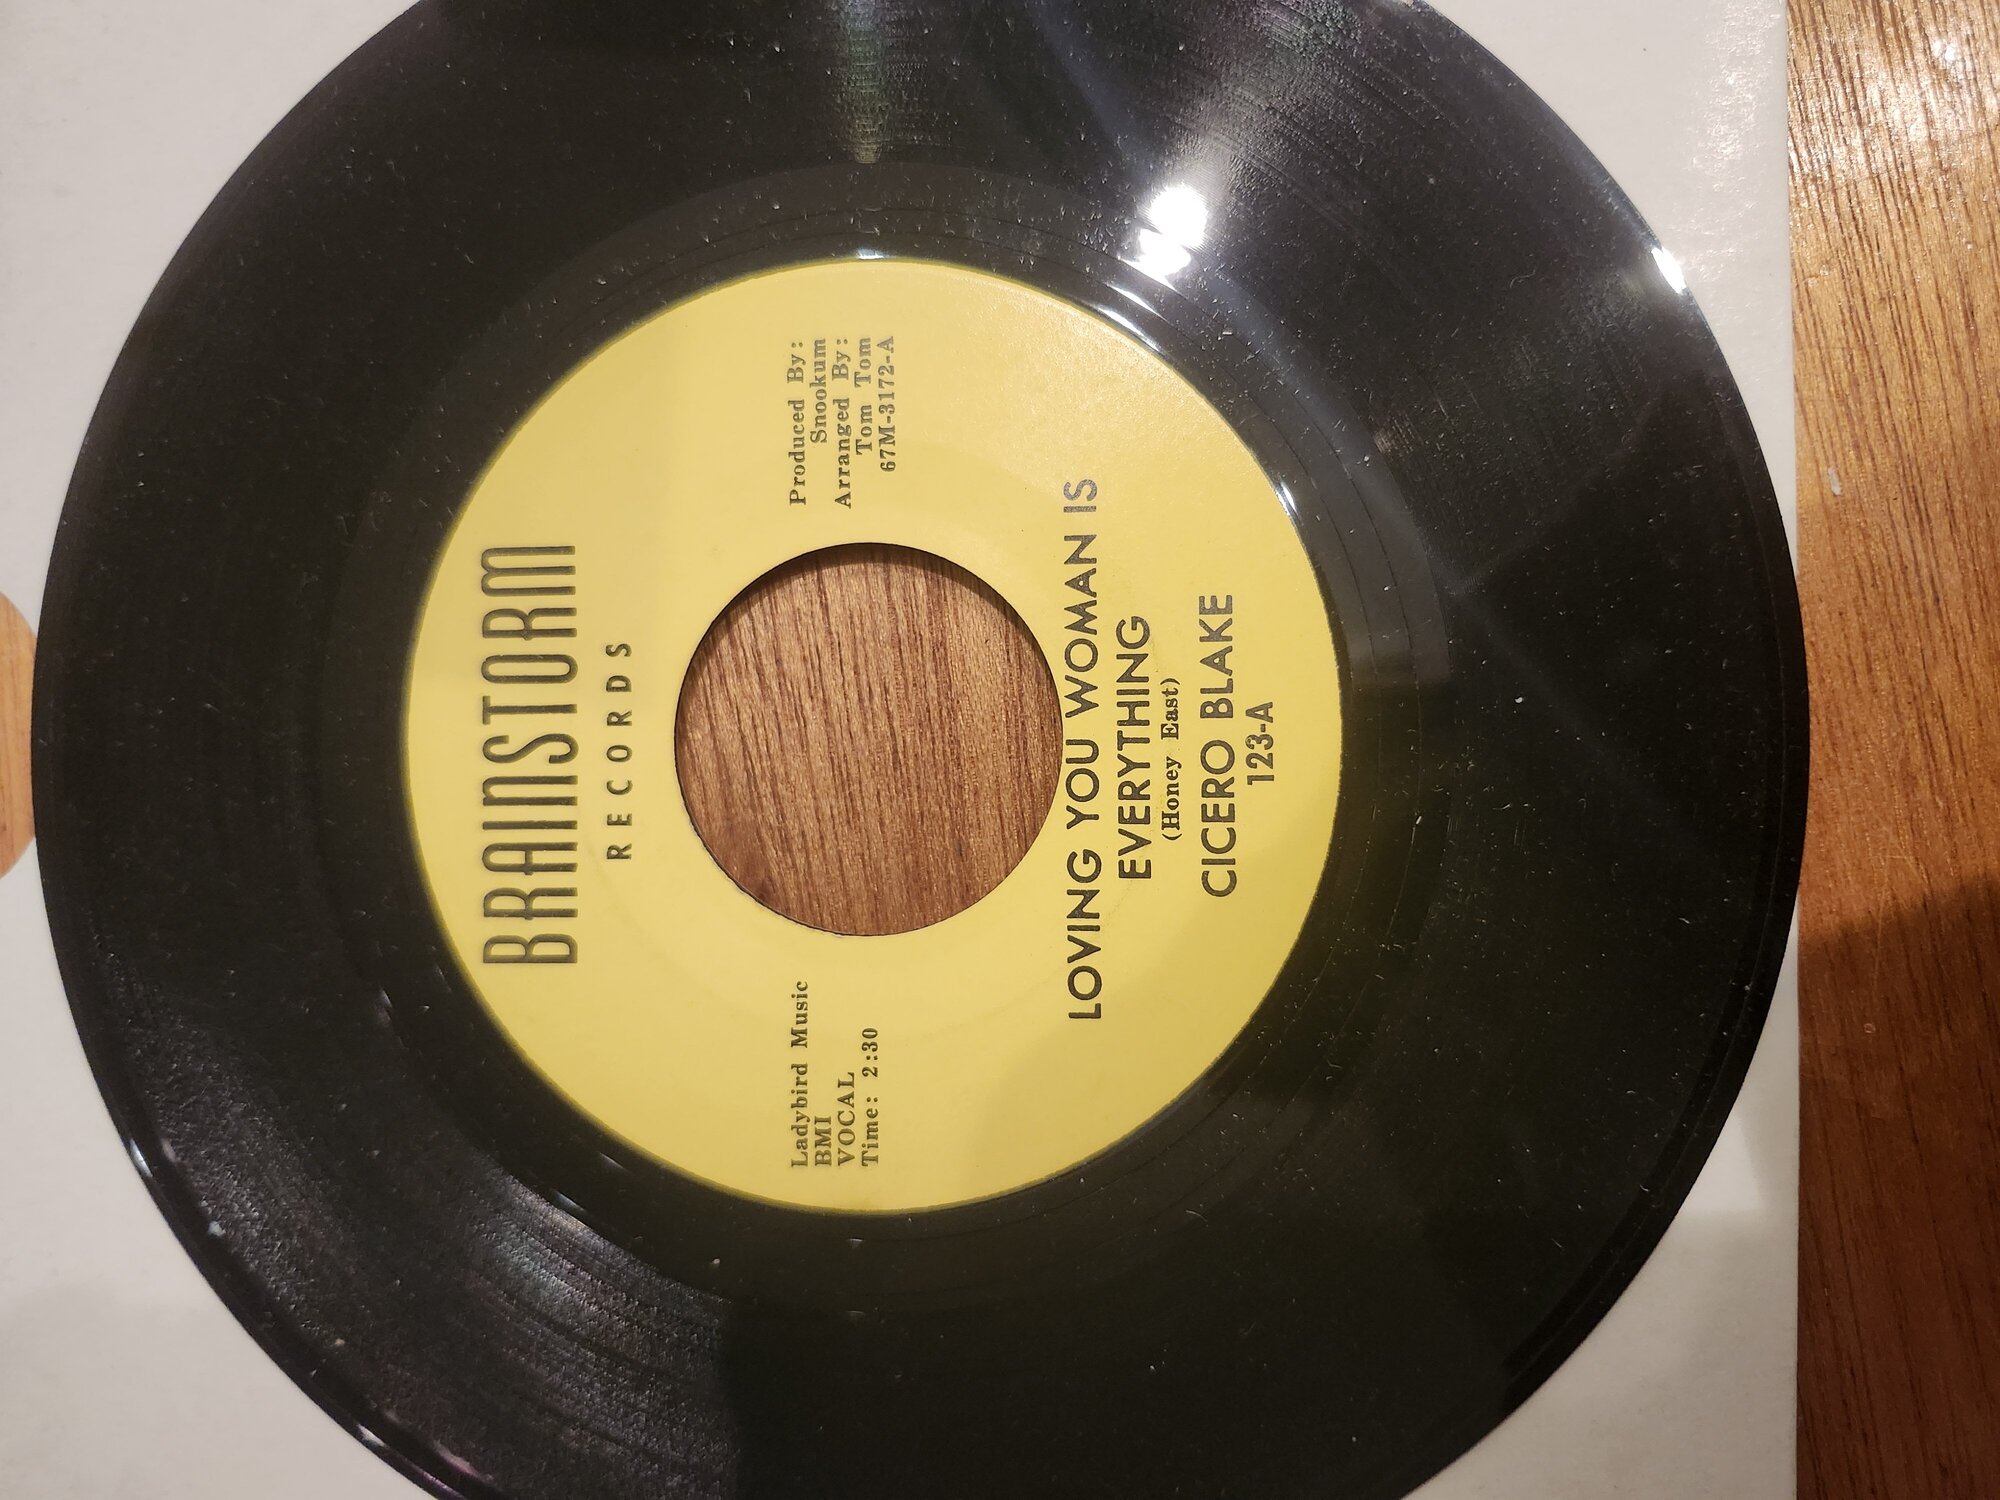 BRAINSTORM
RECORDS
Ladybird Music
BMI
VOCAL
Time: 2:30
Produced By:
Snookum
Arranged By:
Tom Tom
67M-3172-A
LOVING YOU WOMAN IS
EVERYTHING
(Honey East)
CICERO BLAKE
123-A